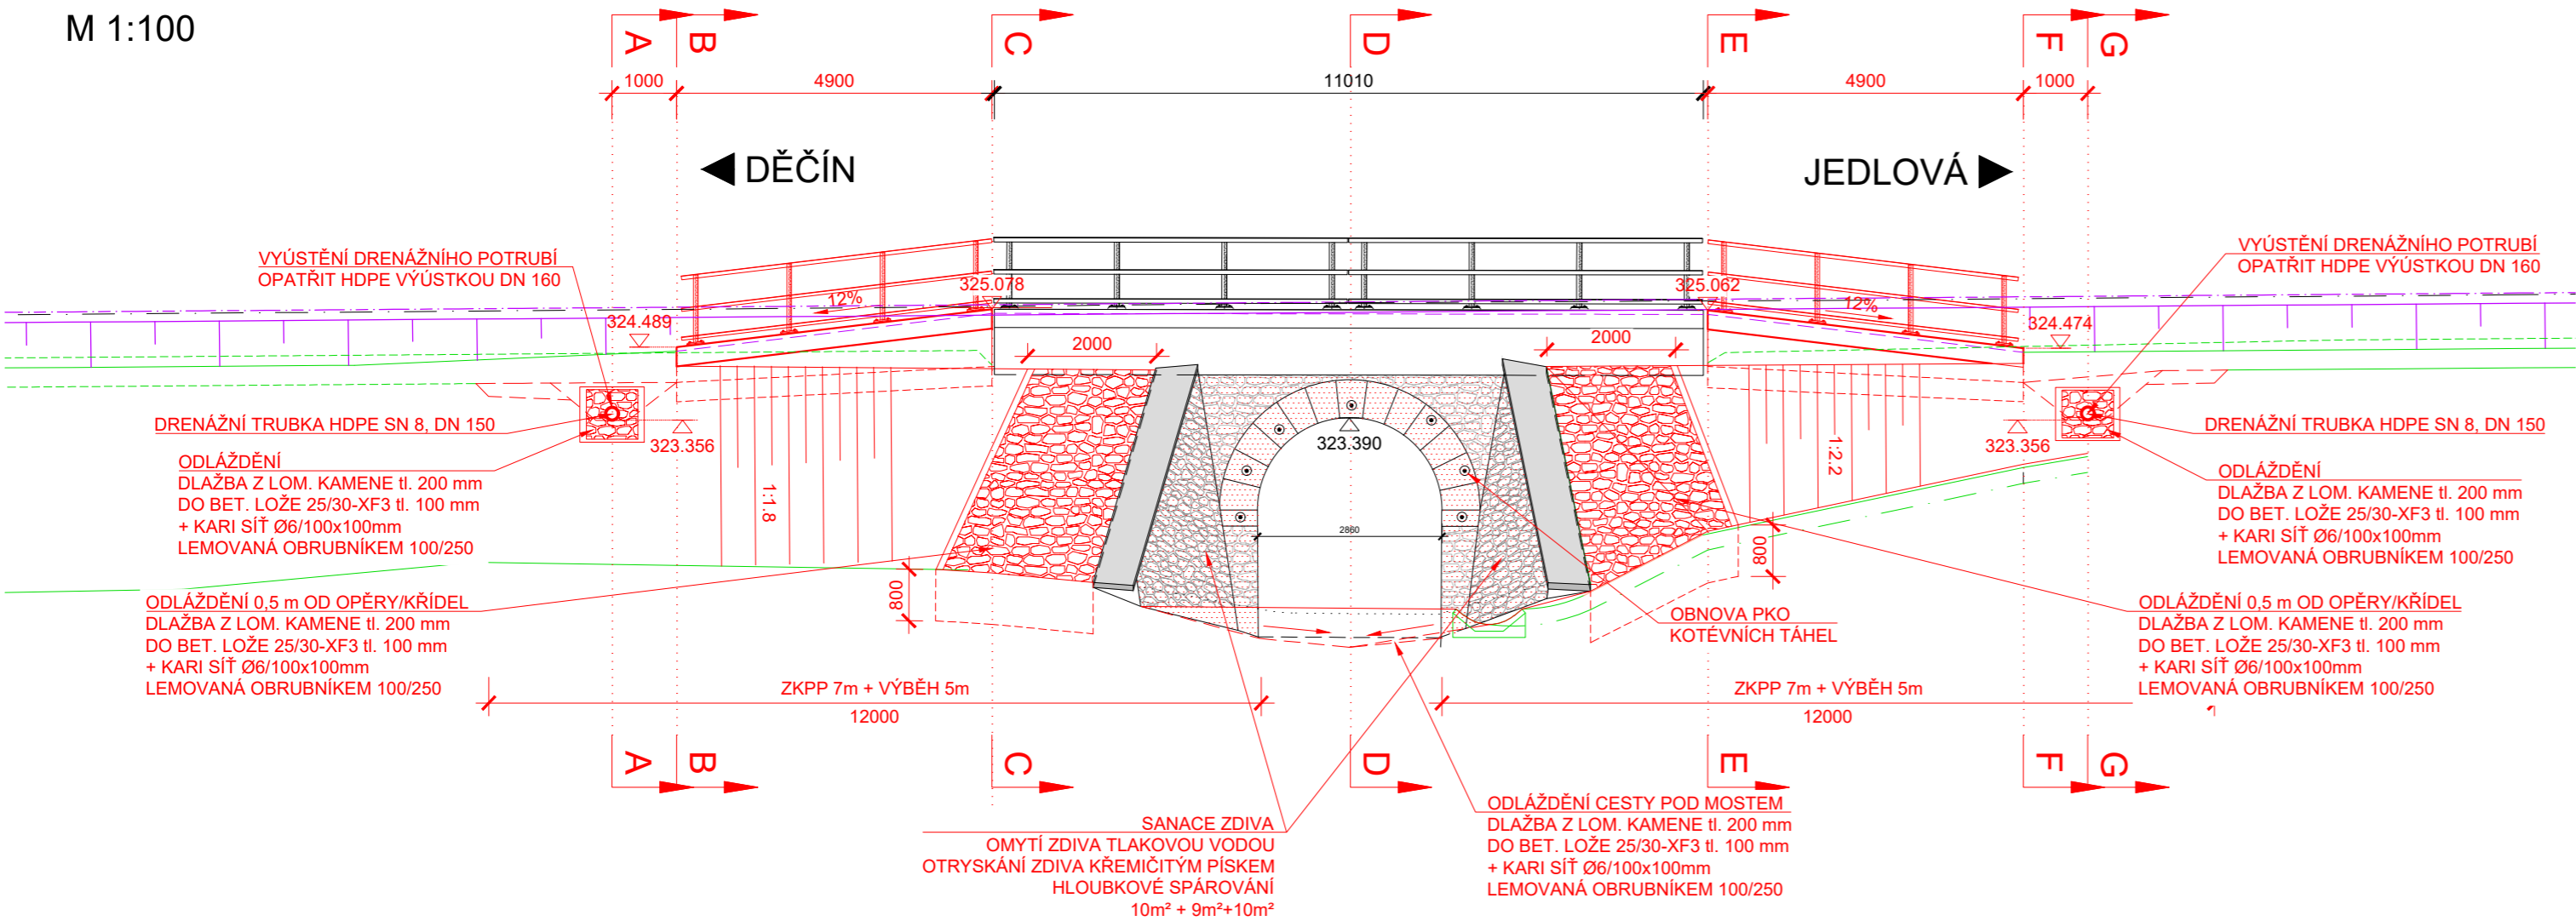 M 1:100
A
B
C
D
E
F
G
1000
4900
11010
4900
1000
DĚČÍN
JEDLOVÁ
VYÚSTĚNÍ DRENÁŽNÍHO POTRUBÍ
OPATŘIT HDPE VÝÚSTKOU DN 160
VYÚSTĚNÍ DRENÁŽNÍHO POTRUBÍ
OPATŘIT HDPE VÝÚSTKOU DN 160
325.078
325.062
12%
12%
324.489
324.474
2000
2000
DRENÁŽNÍ TRUBKA HDPE SN 8, DN 150
323.356
323.390
323.356
DRENÁŽNÍ TRUBKA HDPE SN 8, DN 150
ODLÁŽDĚNÍ
DLAŽBA Z LOM. KAMENE tl. 200 mm
DO BET. LOŽE 25/30-XF3 tl. 100 mm
+ KARI SÍŤ Ø6/100x100mm
LEMOVANÁ OBRUBNÍKEM 100/250
1:1.8
1:2.2
ODLÁŽDĚNÍ
DLAŽBA Z LOM. KAMENE tl. 200 mm
DO BET. LOŽE 25/30-XF3 tl. 100 mm
+ KARI SÍŤ Ø6/100x100mm
LEMOVANÁ OBRUBNÍKEM 100/250
2860
800
800
ODLÁŽDĚNÍ 0,5 m OD OPĚRY/KŘÍDEL
DLAŽBA Z LOM. KAMENE tl. 200 mm
DO BET. LOŽE 25/30-XF3 tl. 100 mm
+ KARI SÍŤ Ø6/100x100mm
LEMOVANÁ OBRUBNÍKEM 100/250
OBNOVA PKO
KOTÉVNÍCH TÁHEL
ODLÁŽDĚNÍ 0,5 m OD OPĚRY/KŘÍDEL
DLAŽBA Z LOM. KAMENE tl. 200 mm
DO BET. LOŽE 25/30-XF3 tl. 100 mm
+ KARI SÍŤ Ø6/100x100mm
LEMOVANÁ OBRUBNÍKEM 100/250
ZKPP 7m + VÝBĚH 5m
12000
ZKPP 7m + VÝBĚH 5m
12000
A
B
C
D
E
F
G
SANACE ZDIVA
OMYTÍ ZDIVA TLAKOVOU VODOU
OTRYSKÁNÍ ZDIVA KŘEMIČITÝM PÍSKEM
HLOUBKOVÉ SPÁROVÁNÍ
10m² + 9m²+10m²
ODLÁŽDĚNÍ CESTY POD MOSTEM
DLAŽBA Z LOM. KAMENE tl. 200 mm
DO BET. LOŽE 25/30-XF3 tl. 100 mm
+ KARI SÍŤ Ø6/100x100mm
LEMOVANÁ OBRUBNÍKEM 100/250